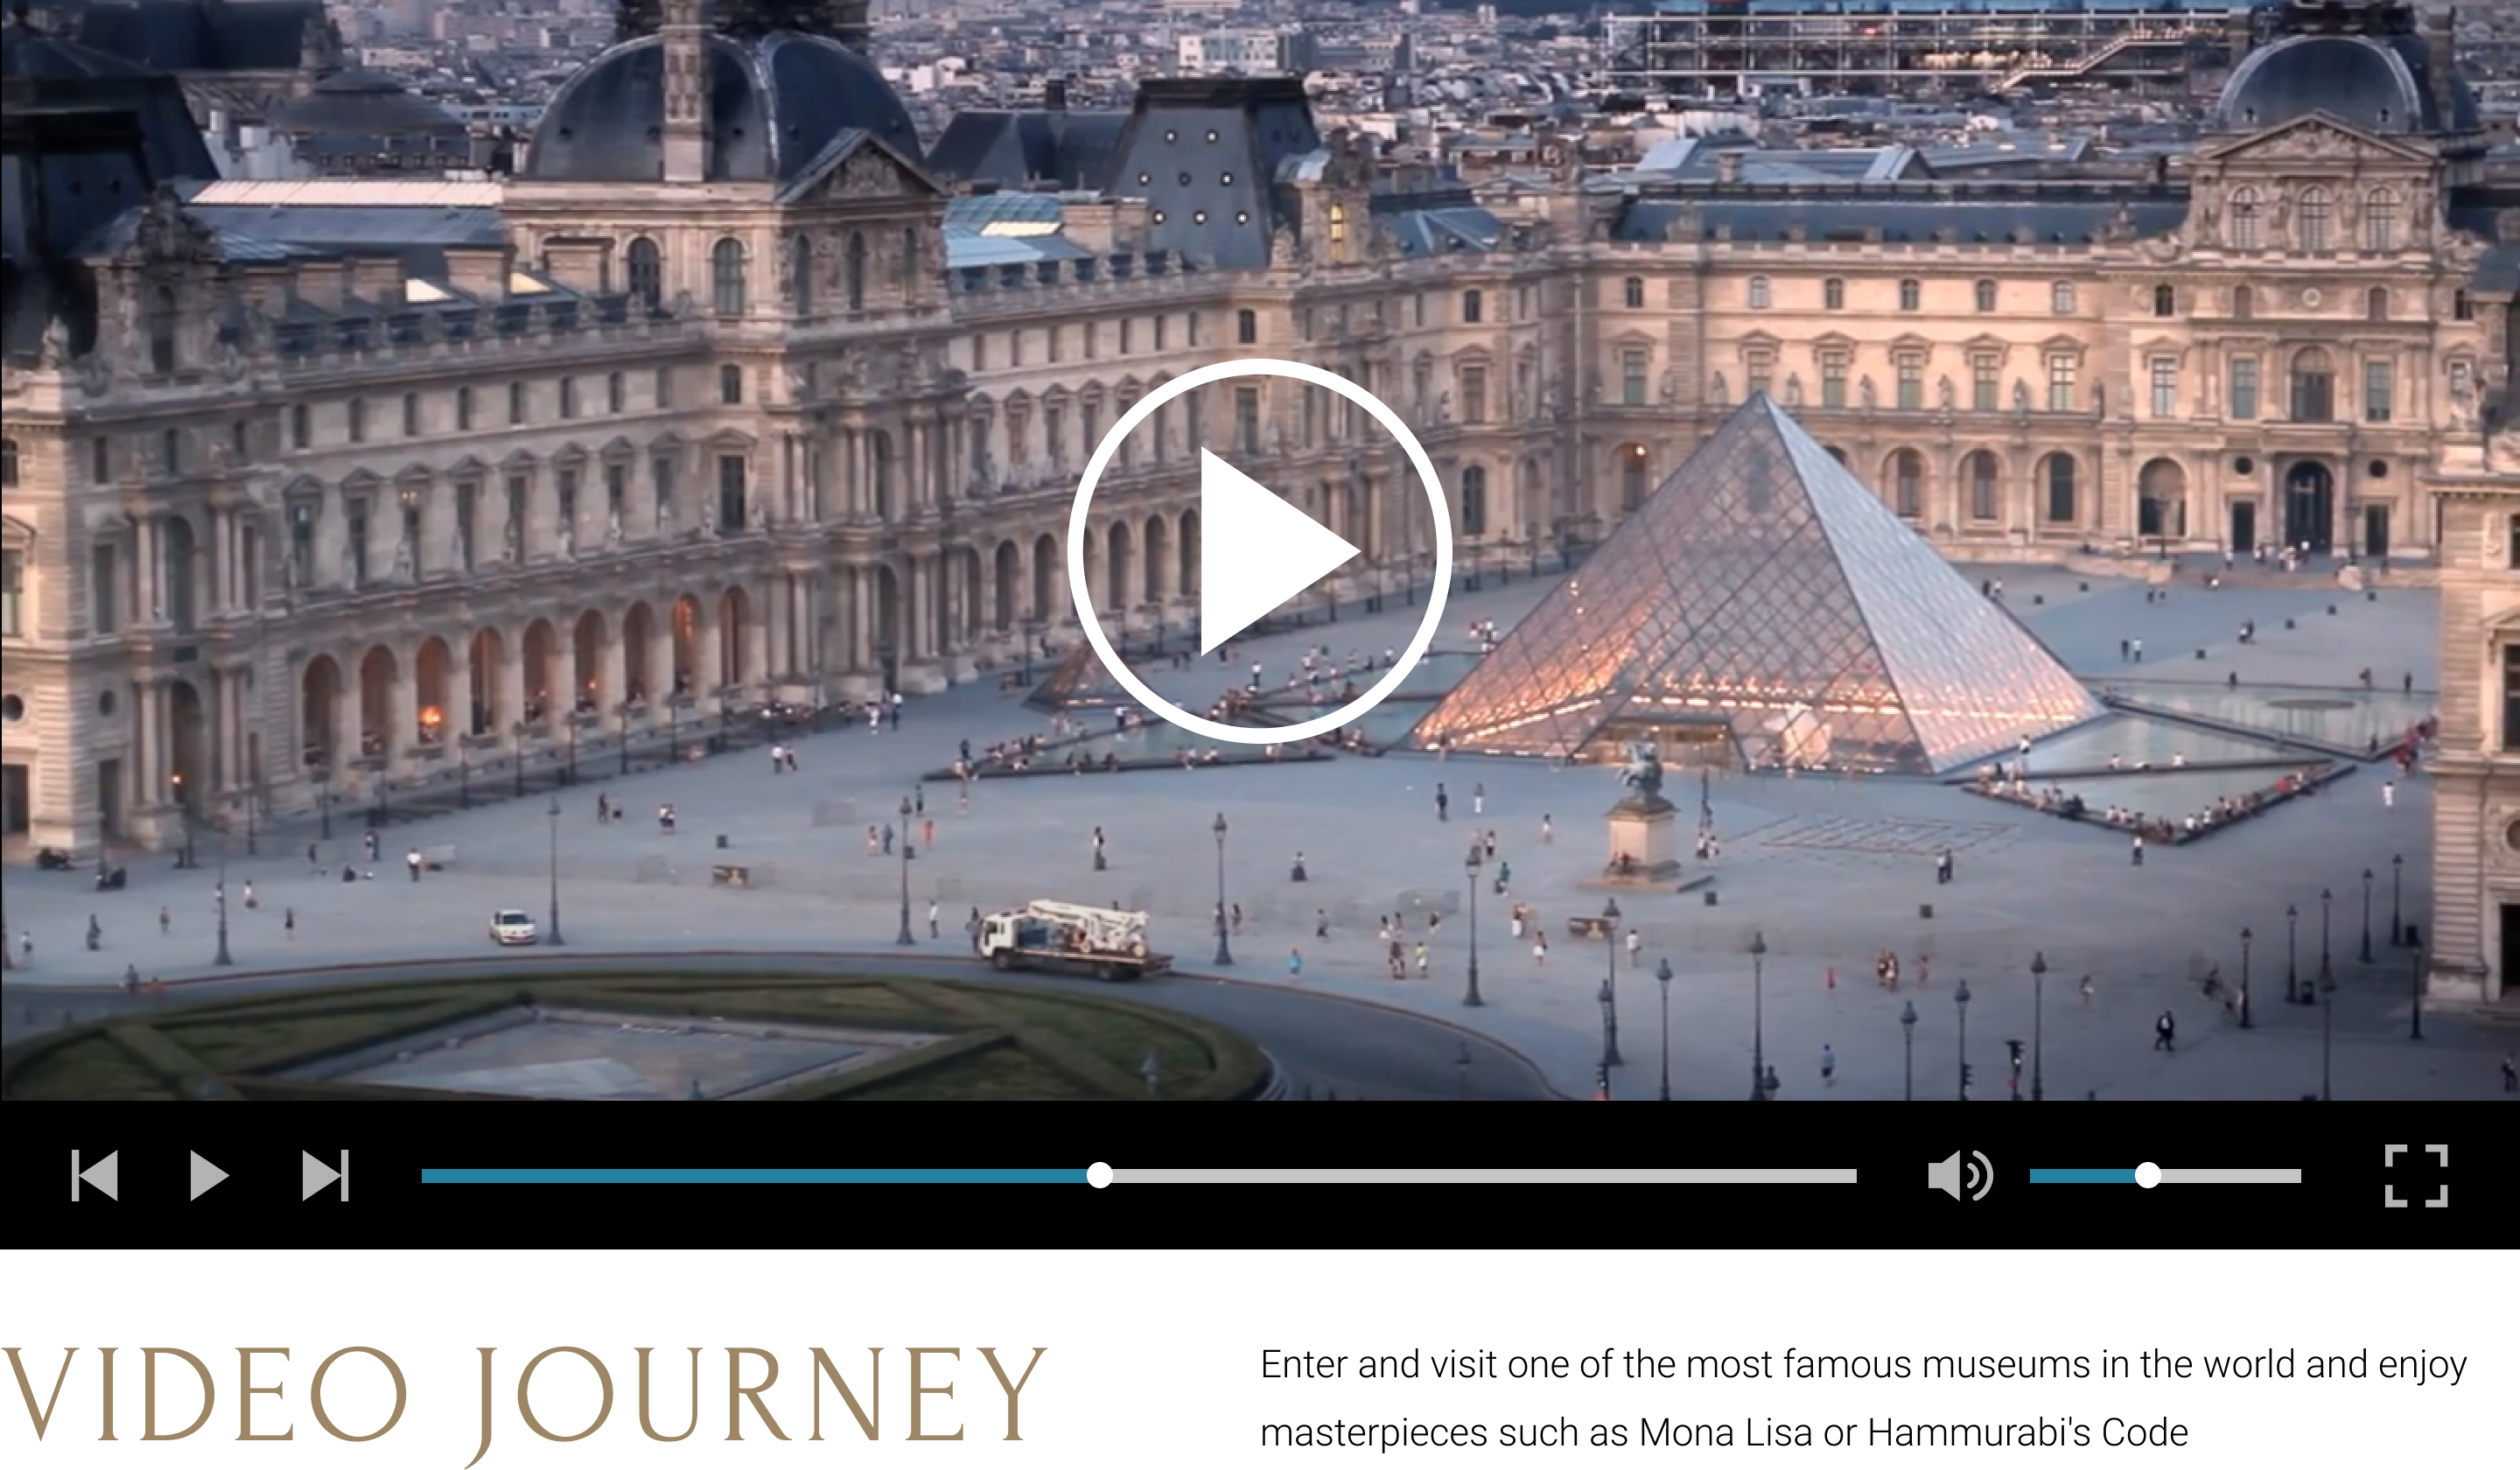 VIDEO JOURNEY
Enter and visit one of the most famous museums in the world and enjoy
masterpieces such as Mona Lisa or Hammurabi's Code